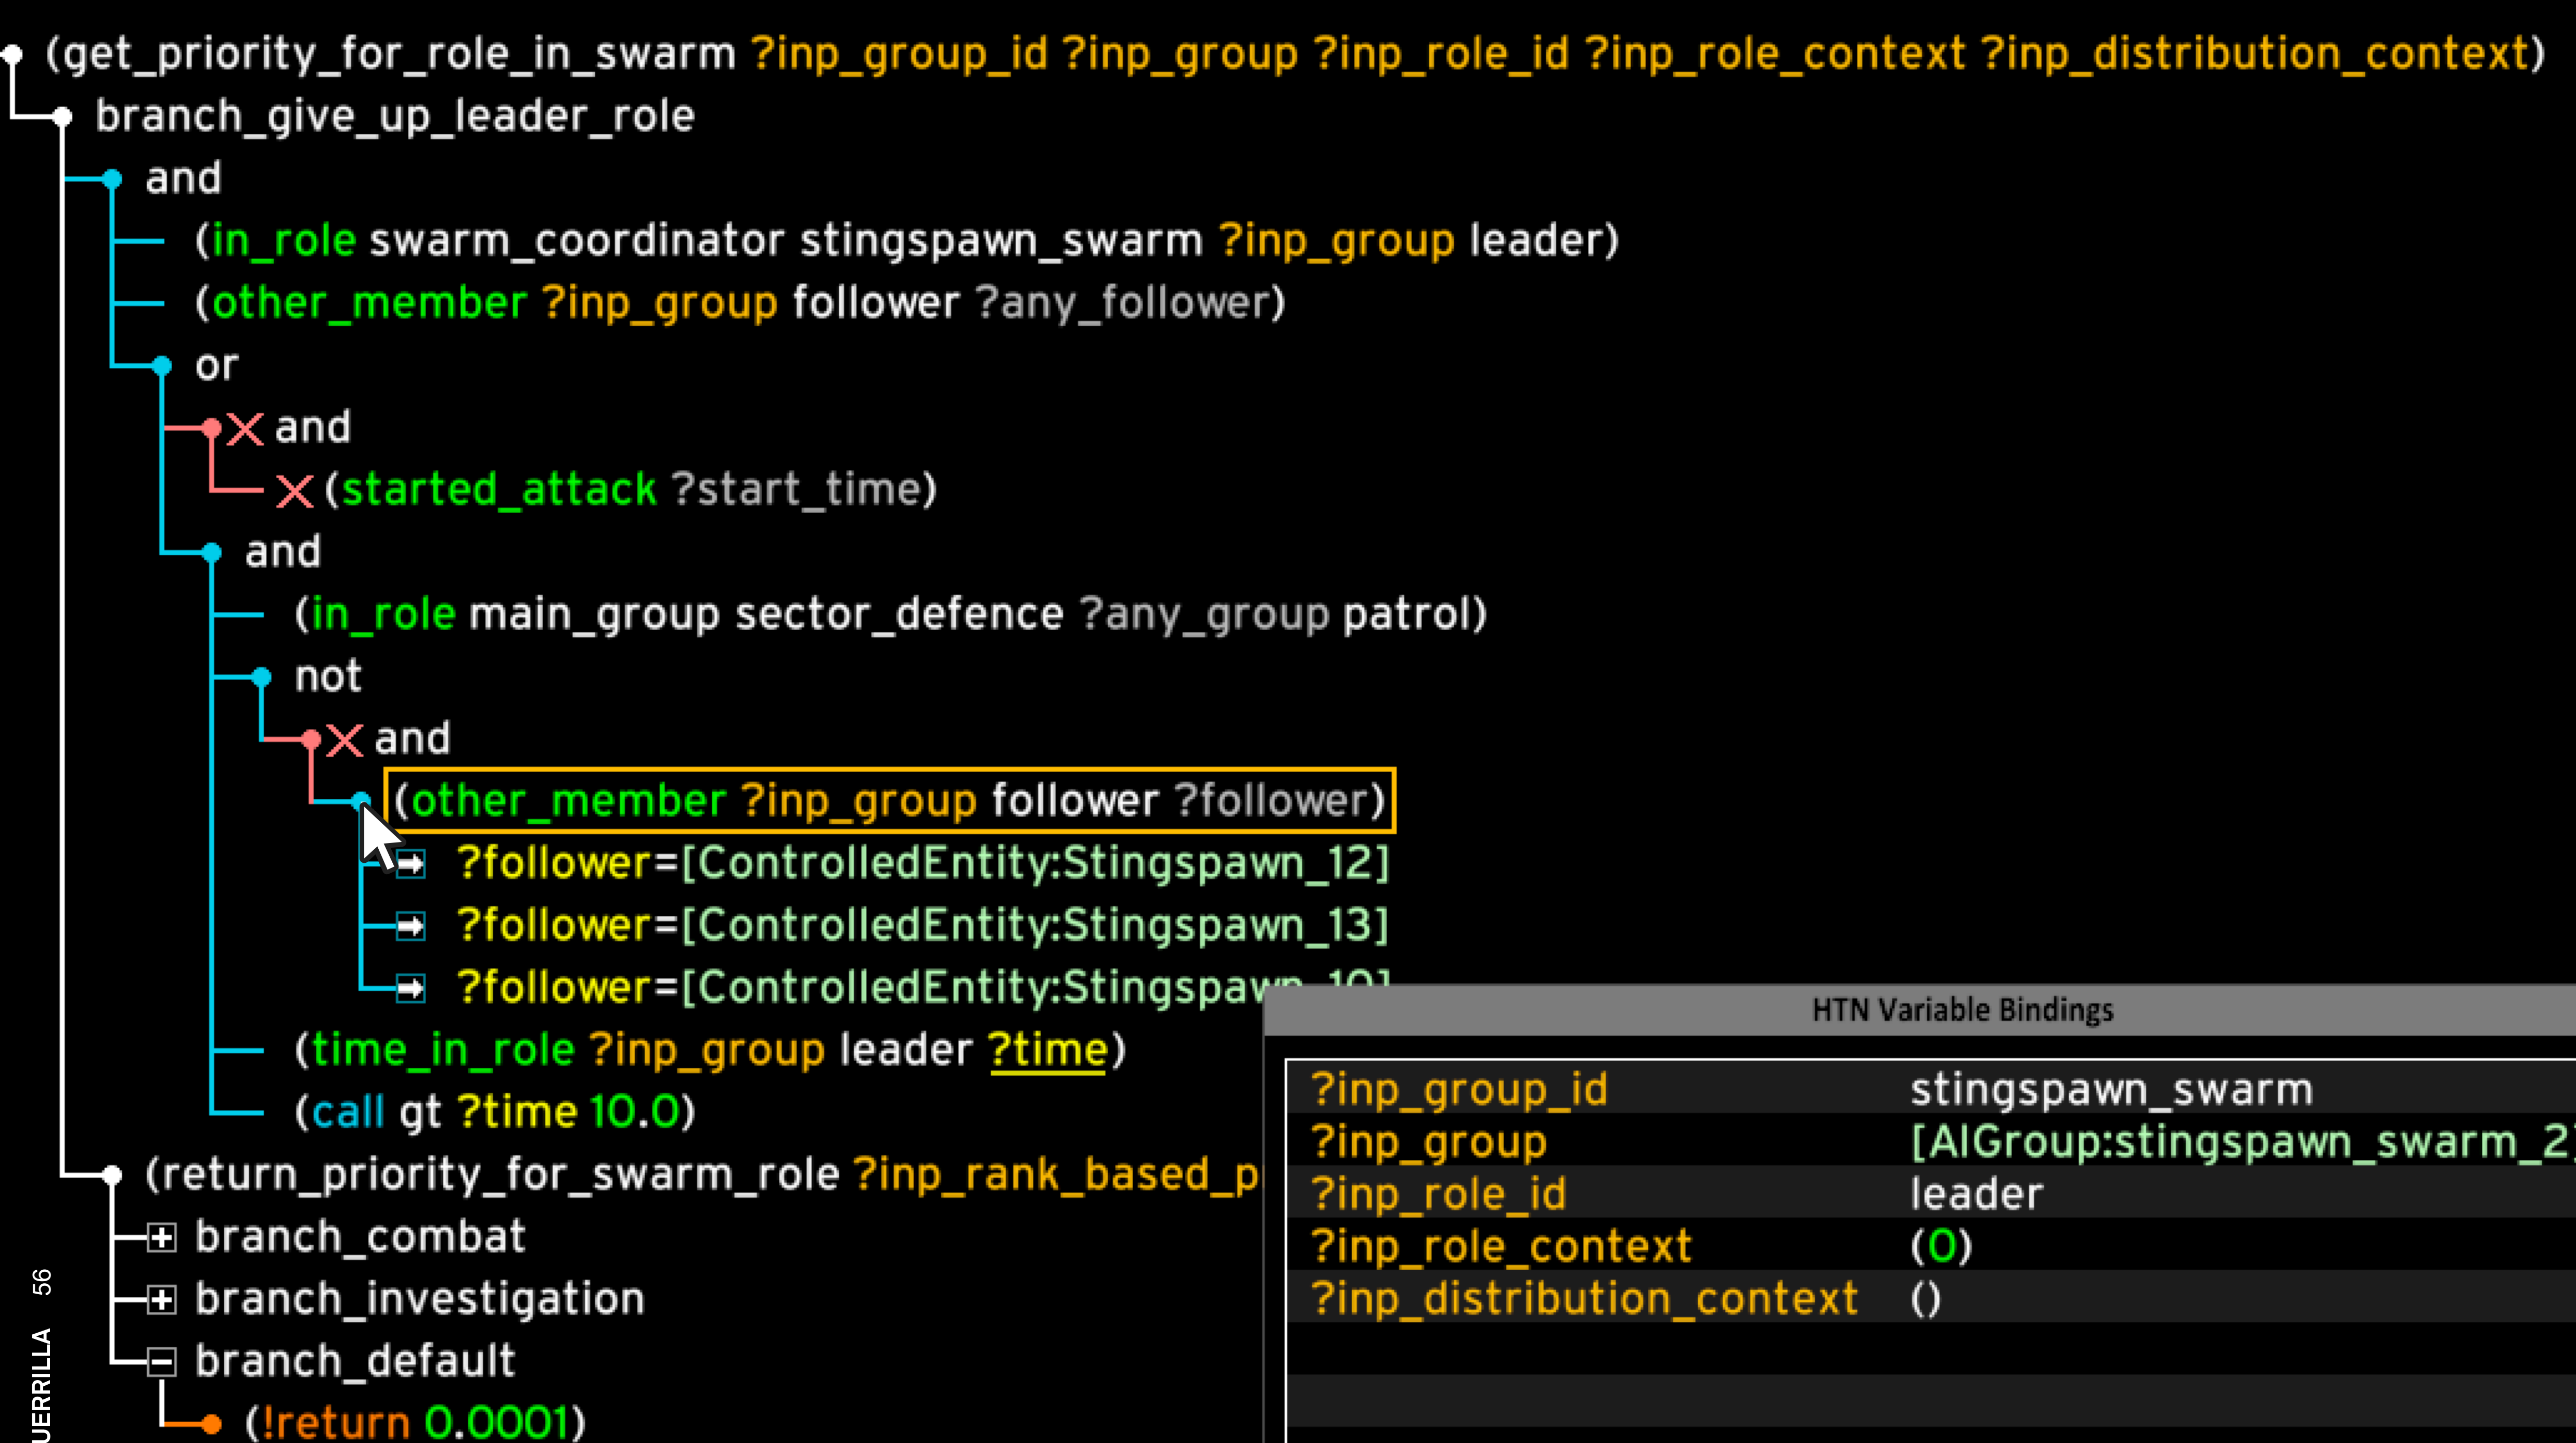 (get_priority_for_role_in_swarm ?inp_group_id ?inp_group ?inp_role_id ?inp_role_context ?inp_distribution_context)
branch_give_up_leader_role
and
(in_role swarm_coordinator stingspawn_swarm ?inp_group leader)
(other_member ?inp_group follower ?any_follower)
or
and
(started_attack ?start_time)
and
(in_role main_group sector_defence ?any_group patrol)
not
and
(other_member ?inp_group follower ?follower)
?follower=[ControlledEntity:Stingspawn_12]
?follower=[ControlledEntity:Stingspawn_13]
?follower=[ControlledEntity:Stingspawn_10]
(time_in_role ?inp_group leader ?time)
(call gt ?time 10.0)
(return_priority_for_swarm_role ?inp_rank_based_p
branch_combat
branch_investigation
branch_default
(!return 0.0001)
HTN Variable Bindings
?inp_group_id stingspawn_swarm
?inp_group [AIGroup:stingspawn_swarm_2]
?inp_role_id leader
?inp_role_context (0)
?inp_distribution_context ()
UERRILLA 56